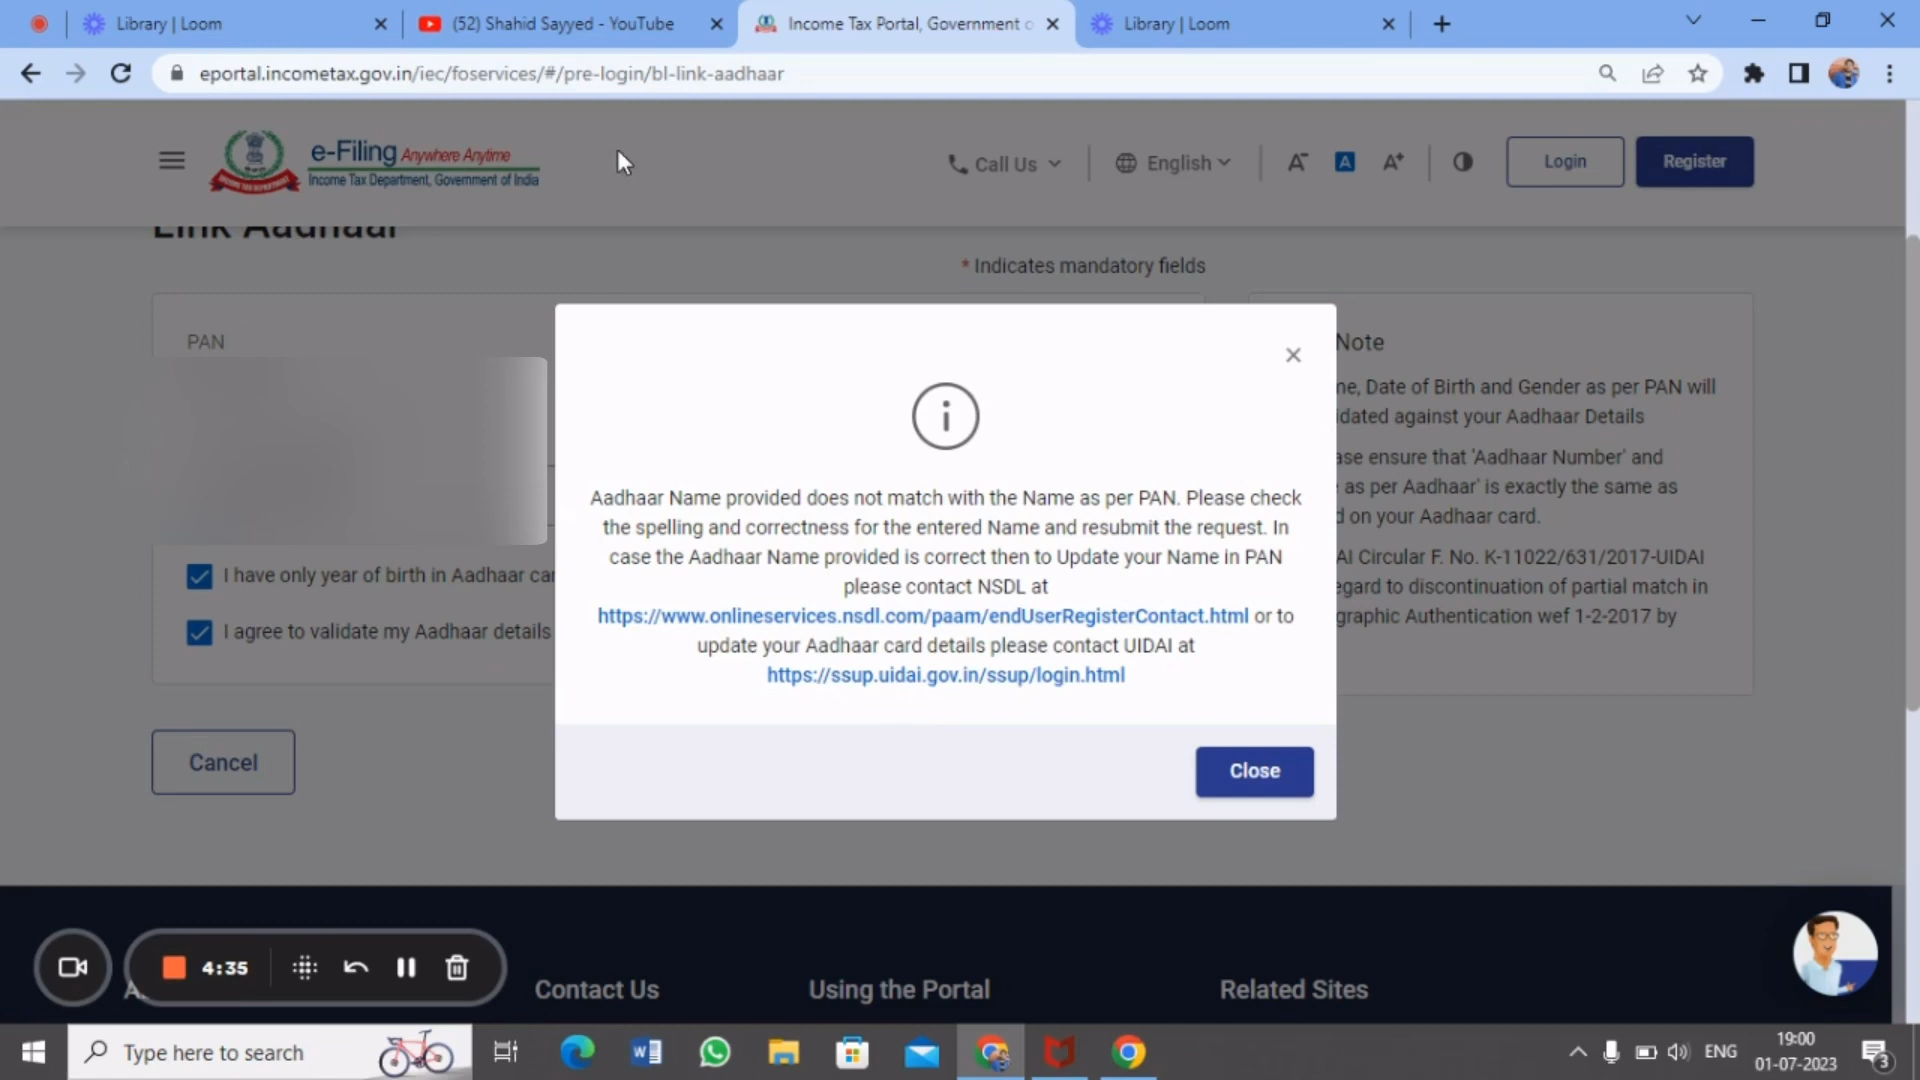 Library | Loom
(52) Shahid Sayyed - YouTube
Income Tax Portal, Government o
Library | Loom
eportal.incometax.gov.in/iec/foservices/#/pre-login/bl-link-aadhaar
e-Filing Anywhere Anytime
Income Tax Department, Government of India
INCOME TAX DEPARTMENT
Call Us
English
A-
A
A+
Login
Register
Link Aadhaar
* Indicates mandatory fields
PAN
I have only year of birth in Aadhaar car
I agree to validate my Aadhaar details
Cancel
Aadhaar Name provided does not match with the Name as per PAN. Please check
the spelling and correctness for the entered Name and resubmit the request. In
case the Aadhaar Name provided is correct then to Update your Name in PAN
please contact NSDL at
https://www.onlineservices.nsdl.com/paam/endUserRegisterContact.html or to
update your Aadhaar card details please contact UIDAI at
https://ssup.uidai.gov.in/ssup/login.html
Close
Note
me, Date of Birth and Gender as per PAN will
idated against your Aadhaar Details
ase ensure that 'Aadhaar Number' and
as per Aadhaar' is exactly the same as
d on your Aadhaar card.
AI Circular F. No. K-11022/631/2017-UIDAI
egard to discontinuation of partial match in
graphic Authentication wef 1-2-2017 by
4:35
Contact Us
Using the Portal
Related Sites
Type here to search
ENG
19:00
01-07-2023
3